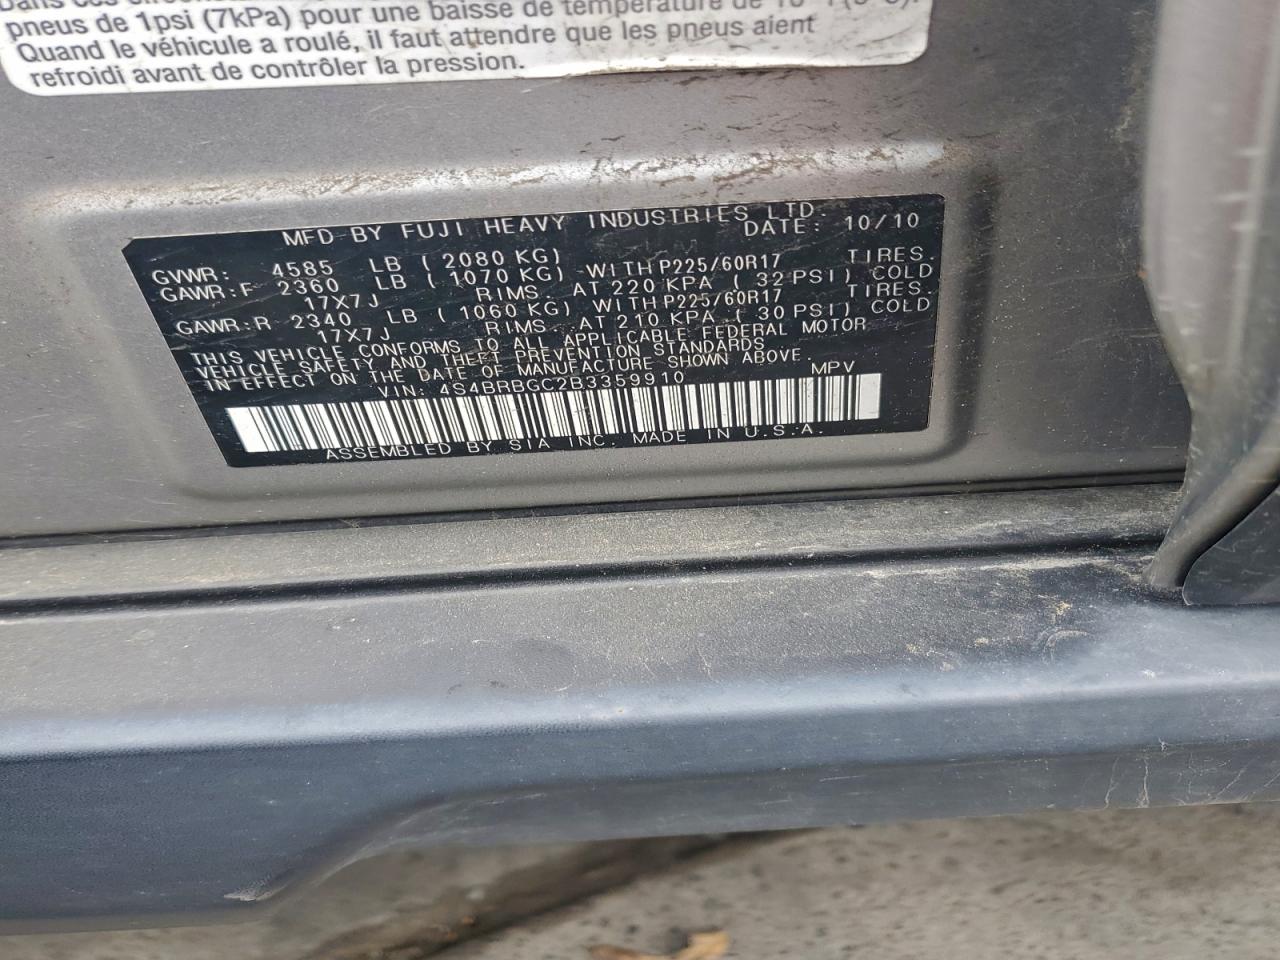 pneus de 1psi (7kPa) pour une baisse de température de
Quand le véhicule a roulé, il faut attendre que les pneus aient
refroidi avant de contrôler la pression.
MFD BY FUJI HEAVY INDUSTRIES LTD.
DATE: 10/10
GVWR: 4585 LB (2080 KG)
GAWR:F 2360 LB (1070 KG) -WITH P225/60R17 TIRES.
17X7J RIMS AT 220 KPA (32 PSI) COLD
GAWR:R 2340 LB (1060 KG) WITH P225/60R17 TIRES.
17X7J RIMS AT 210 KPA (30 PSI) COLD
THIS VEHICLE CONFORMS TO ALL APPLICABLE FEDERAL MOTOR
VEHICLE SAFETY AND THEFT PREVENTION STANDARDS
IN EFFECT ON THE DATE OF MANUFACTURE SHOWN ABOVE.
VIN: 4S4BRBGC2B3359910 MPV
ASSEMBLED BY SIA INC. MADE IN U.S.A.